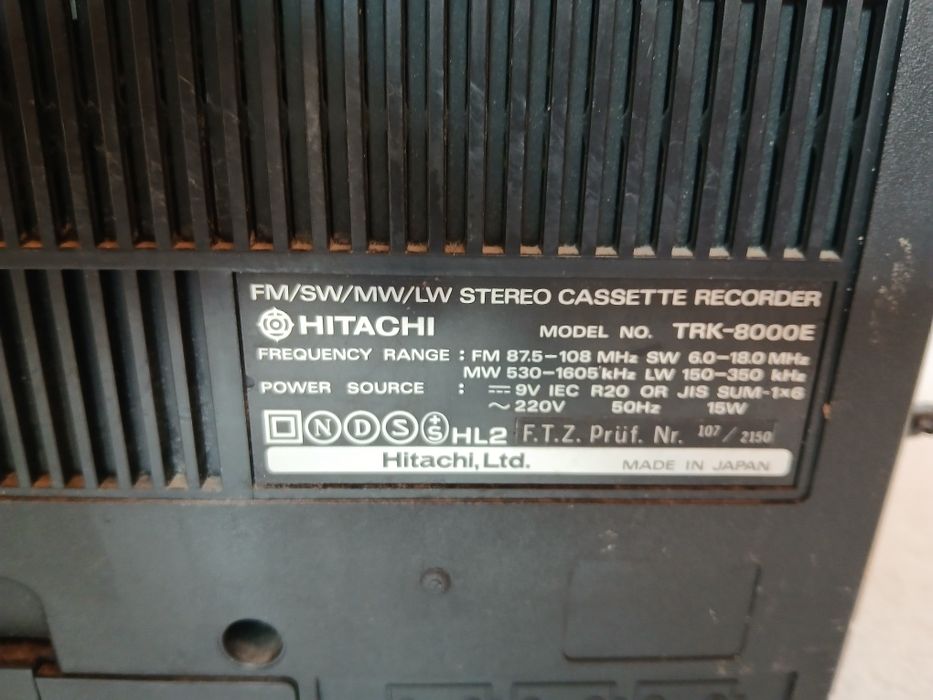 FM/SW/MW/LW STEREO CASSETTE RECORDER
HITACHI MODEL NO. TRK-8000E
FREQUENCY RANGE : FM 87.5-108 MHz SW 6.0-18.0 MHz
MW 530-1605 kHz LW 150-350 kHz
POWER SOURCE : ⎓ 9V IEC R20 OR JIS SUM-1×6
~ 220V 50Hz 15W
N D S +S HL2 F.T.Z. Prüf. Nr. 107/2150
Hitachi, Ltd. MADE IN JAPAN